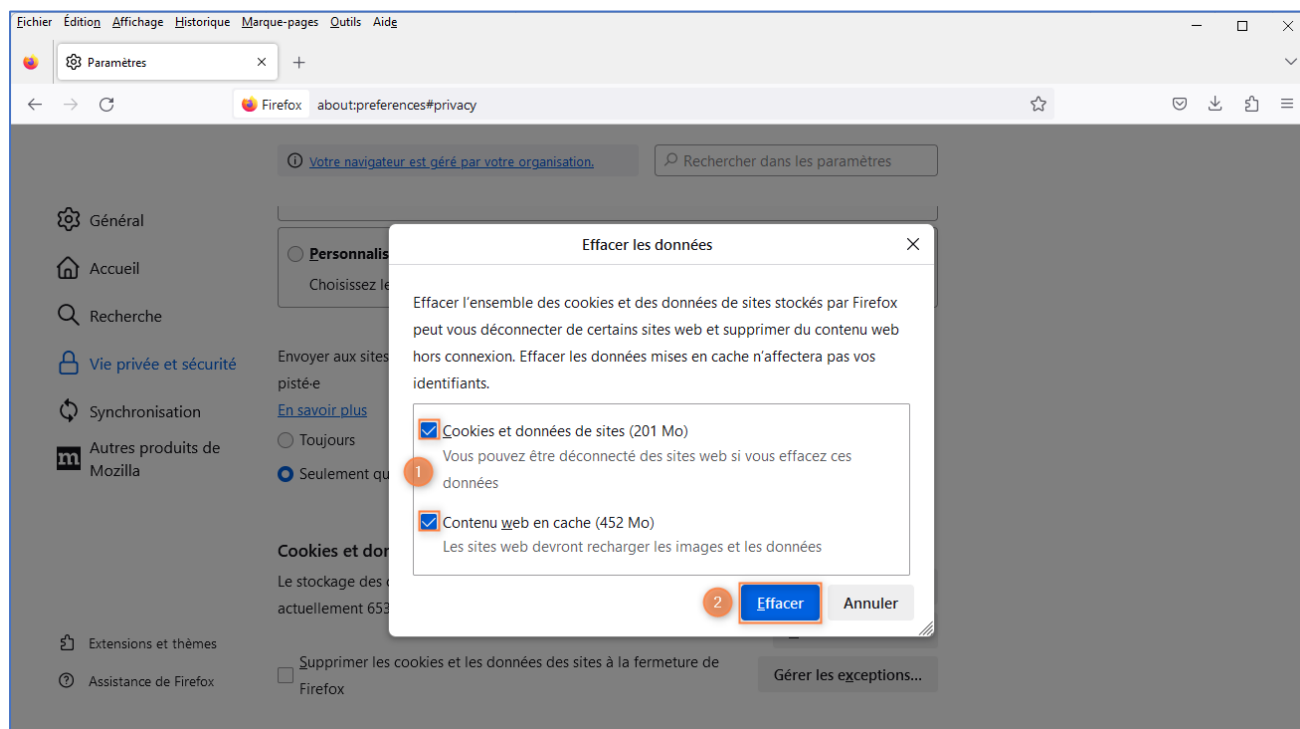 Fichier Édition Affichage Historique Marque-pages Outils Aide
Paramètres
Firefox about:preferences#privacy
Votre navigateur est géré par votre organisation.
Rechercher dans les paramètres
Général
Accueil
Recherche
Vie privée et sécurité
Synchronisation
Autres produits de
Mozilla
Extensions et thèmes
Assistance de Firefox
Personnalis
Choisissez le
Envoyer aux sites
pisté·e
En savoir plus
Toujours
Seulement qu
Cookies et dor
Le stockage des
actuellement 653
Supprimer les cookies et les données des sites à la fermeture de
Firefox
Gérer les exceptions...
Effacer les données
Effacer l'ensemble des cookies et des données de sites stockés par Firefox
peut vous déconnecter de certains sites web et supprimer du contenu web
hors connexion. Effacer les données mises en cache n'affectera pas vos
identifiants.
Cookies et données de sites (201 Mo)
Vous pouvez être déconnecté des sites web si vous effacez ces
données
1
Contenu web en cache (452 Mo)
Les sites web devront recharger les images et les données
2
Effacer Annuler